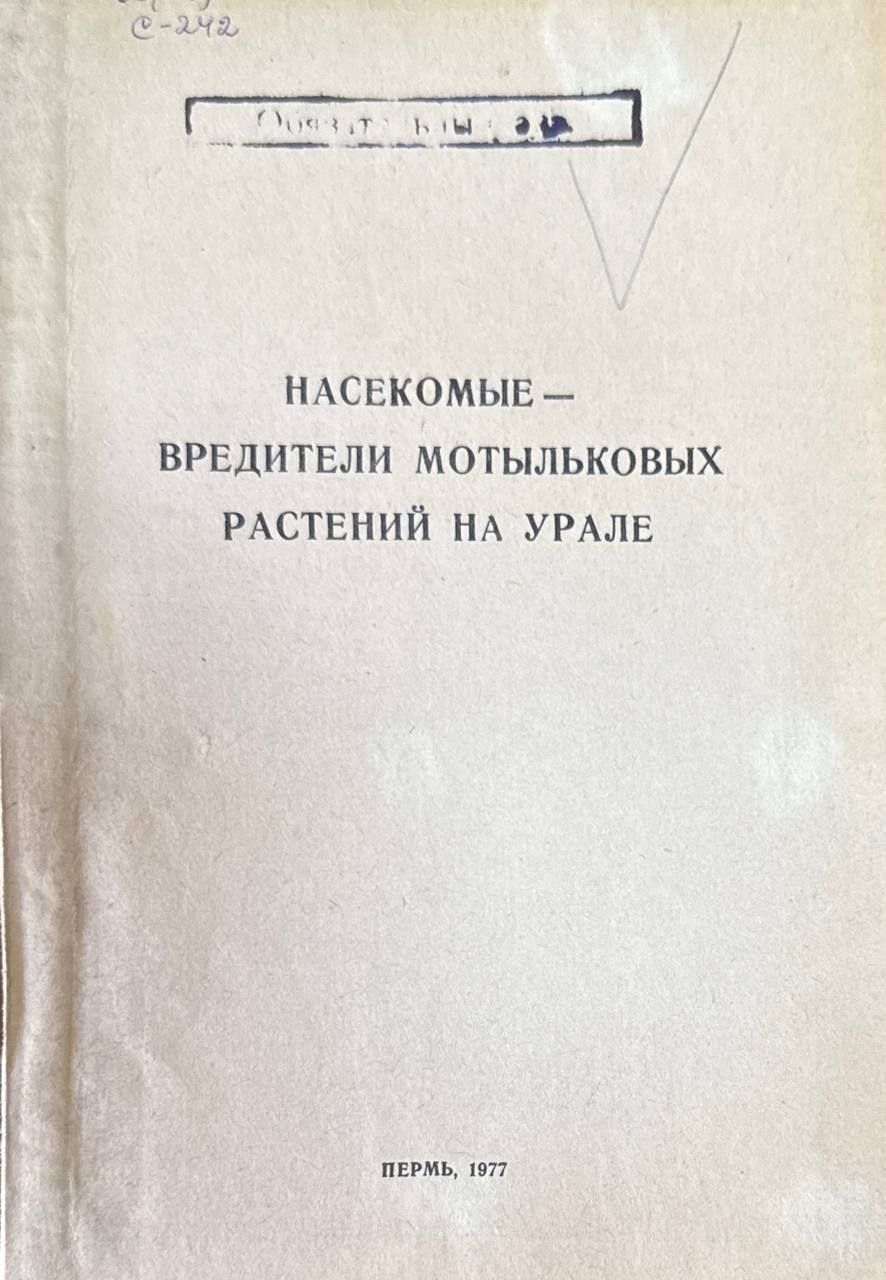 С-242
НАСЕКОМЫЕ —
ВРЕДИТЕЛИ МОТЫЛЬКОВЫХ
РАСТЕНИЙ НА УРАЛЕ
ПЕРМЬ, 1977